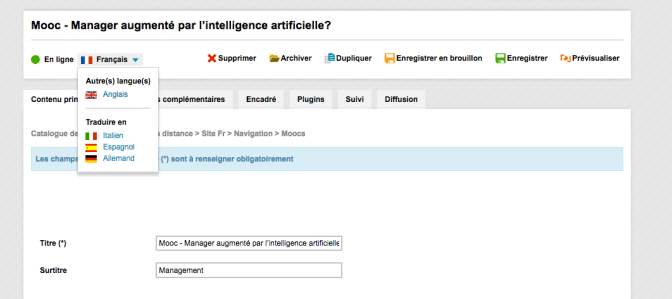 Mooc - Manager augmenté par l'intelligence artificielle?
En ligne Français Supprimer Archiver Dupliquer Enregistrer en brouillon Enregistrer Prévisualiser
Autre(s) langue(s)
Anglais
Contenu prin s complémentaires Encadré Plugins Suivi Diffusion
Traduire en
Italien
Catalogue de distance > Site Fr > Navigation > Moocs
Espagnol
Les champs (*) sont à renseigner obligatoirement
Allemand
Titre (*) Mooc - Manager augmenté par l'intelligence artificielle
Surtitre Management